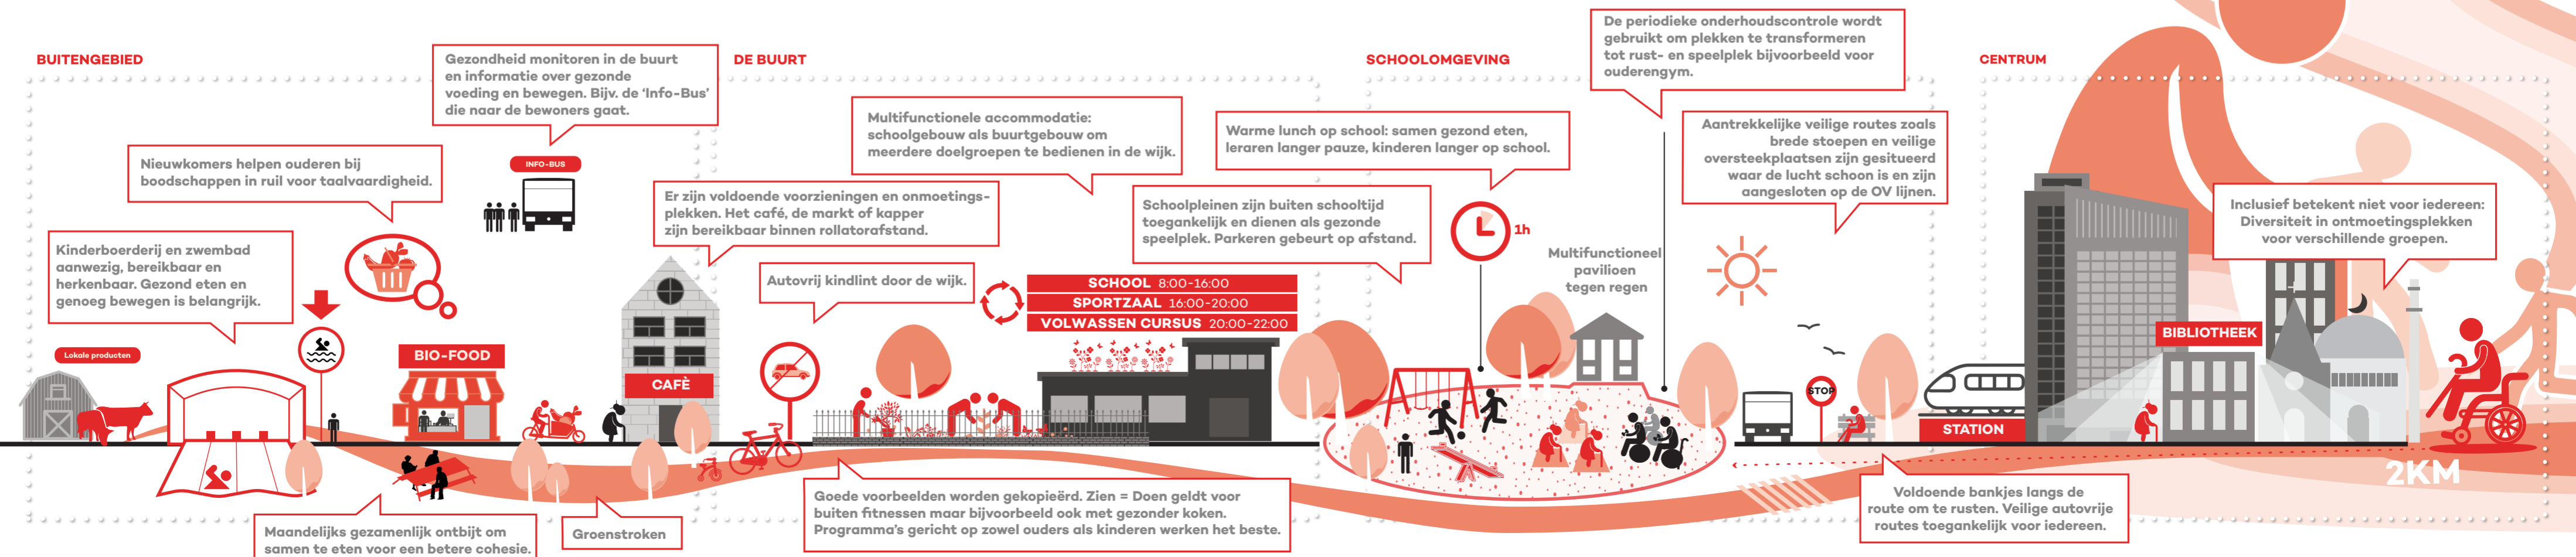 BUITENGEBIED
Gezondheid monitoren in de buurt
en informatie over gezonde
voeding en bewegen. Bijv. de ‘Info-Bus’
die naar de bewoners gaat.
INFO-BUS
Nieuwkomers helpen ouderen bij
boodschappen in ruil voor taalvaardigheid.
Kinderboerderij en zwembad
aanwezig, bereikbaar en
herkenbaar. Gezond eten en
genoeg bewegen is belangrijk.
Lokale producten
BIO-FOOD
Maandelijks gezamenlijk ontbijt om
samen te eten voor een betere cohesie.
Groenstroken
DE BUURT
Multifunctionele accommodatie:
schoolgebouw als buurtgebouw om
meerdere doelgroepen te bedienen in de wijk.
Er zijn voldoende voorzieningen en onmoetings-
plekken. Het café, de markt of kapper
zijn bereikbaar binnen rollatorafstand.
Autovrij kindlint door de wijk.
CAFÈ
SCHOOL 8:00-16:00
SPORTZAAL 16:00-20:00
VOLWASSEN CURSUS 20:00-22:00
Goede voorbeelden worden gekopieërd. Zien = Doen geldt voor
buiten fitnessen maar bijvoorbeeld ook met gezonder koken.
Programma’s gericht op zowel ouders als kinderen werken het beste.
SCHOOLOMGEVING
De periodieke onderhoudscontrole wordt
gebruikt om plekken te transformeren
tot rust- en speelplek bijvoorbeeld voor
ouderengym.
Warme lunch op school: samen gezond eten,
leraren langer pauze, kinderen langer op school.
Schoolpleinen zijn buiten schooltijd
toegankelijk en dienen als gezonde
speelplek. Parkeren gebeurt op afstand.
1h
Multifunctioneel
pavilioen
tegen regen
Aantrekkelijke veilige routes zoals
brede stoepen en veilige
oversteekplaatsen zijn gesitueerd
waar de lucht schoon is en zijn
aangesloten op de OV lijnen.
STOP
CENTRUM
Inclusief betekent niet voor iedereen:
Diversiteit in ontmoetingsplekken
voor verschillende groepen.
BIBLIOTHEEK
STATION
2KM
Voldoende bankjes langs de
route om te rusten. Veilige autovrije
routes toegankelijk voor iedereen.